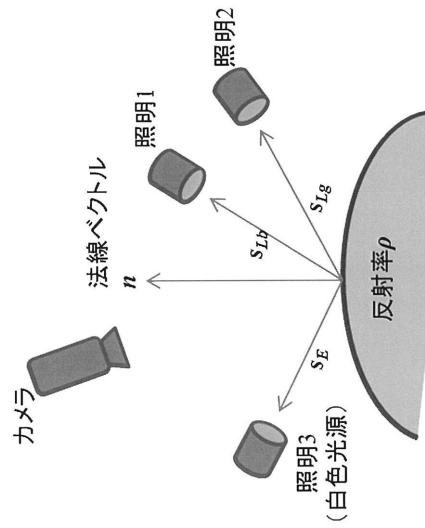 カメラ
法線ベクトル
n
照明1
照明2
s_{Lb}
s_{Lg}
s_E
照明3
(白色光源)
反射率ρ